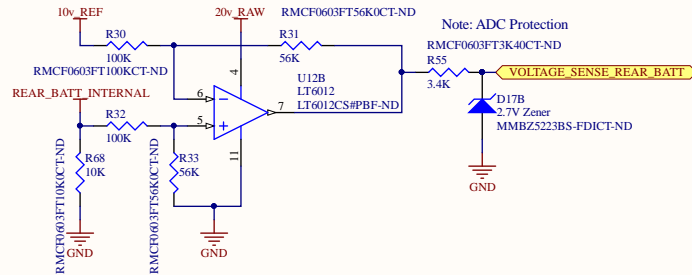 10v_REF
20v_RAW
RMCF0603FT56K0CT-ND
Note: ADC Protection
R30
R31
RMCF0603FT3K40CT-ND
100K
56K
R55
RMCF0603FT100KCT-ND
4
U12B
VOLTAGE_SENSE_REAR_BATT
LT6012
3.4K
REAR_BATT_INTERNAL
6
LT6012CS#PBF-ND
D17B
7
2.7V Zener
R32
5
MMBZ5223BS-FDICT-ND
100K
11
R68
R33
10K
56K
GND
RMCF0603FT10K0CT-ND
RMCF0603FT56K0CT-ND
GND
GND